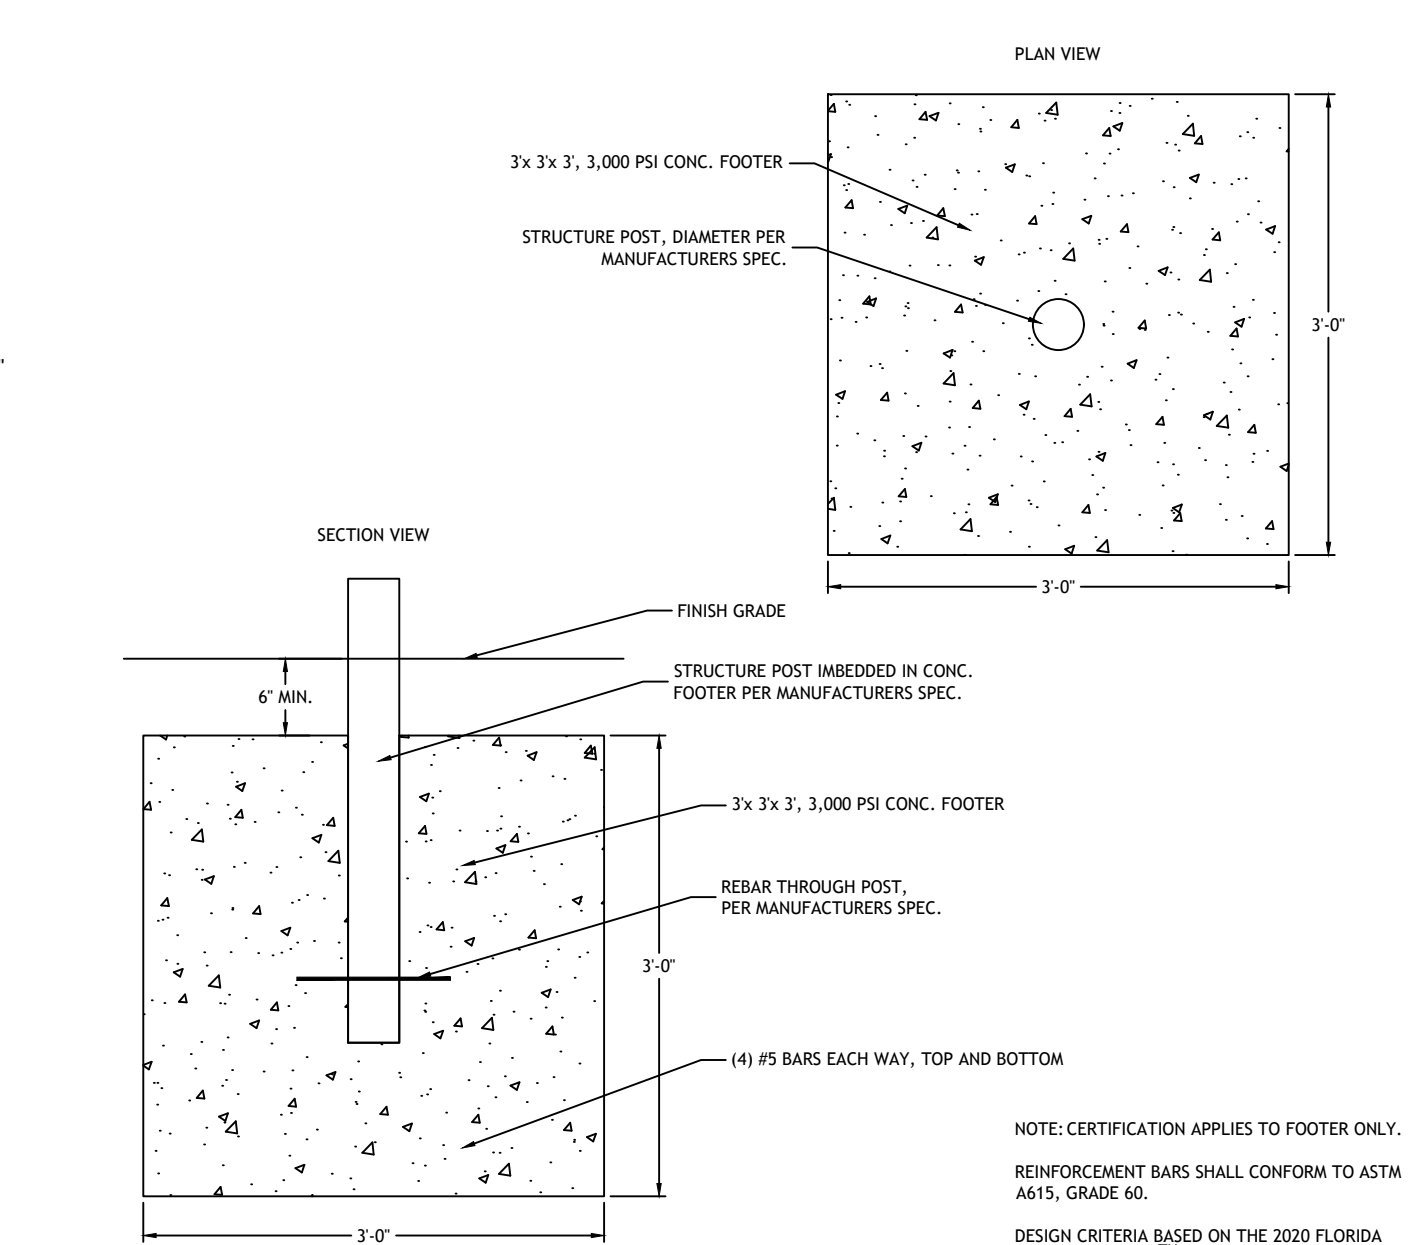 PLAN VIEW
3'x 3'x 3', 3,000 PSI CONC. FOOTER
STRUCTURE POST, DIAMETER PER
MANUFACTURERS SPEC.
3'-0"
3'-0"
"
SECTION VIEW
FINISH GRADE
6" MIN.
STRUCTURE POST IMBEDDED IN CONC.
FOOTER PER MANUFACTURERS SPEC.
3'x 3'x 3', 3,000 PSI CONC. FOOTER
REBAR THROUGH POST,
PER MANUFACTURERS SPEC.
3'-0"
(4) #5 BARS EACH WAY, TOP AND BOTTOM
3'-0"
NOTE: CERTIFICATION APPLIES TO FOOTER ONLY.
REINFORCEMENT BARS SHALL CONFORM TO ASTM
A615, GRADE 60.
DESIGN CRITERIA BASED ON THE 2020 FLORIDA